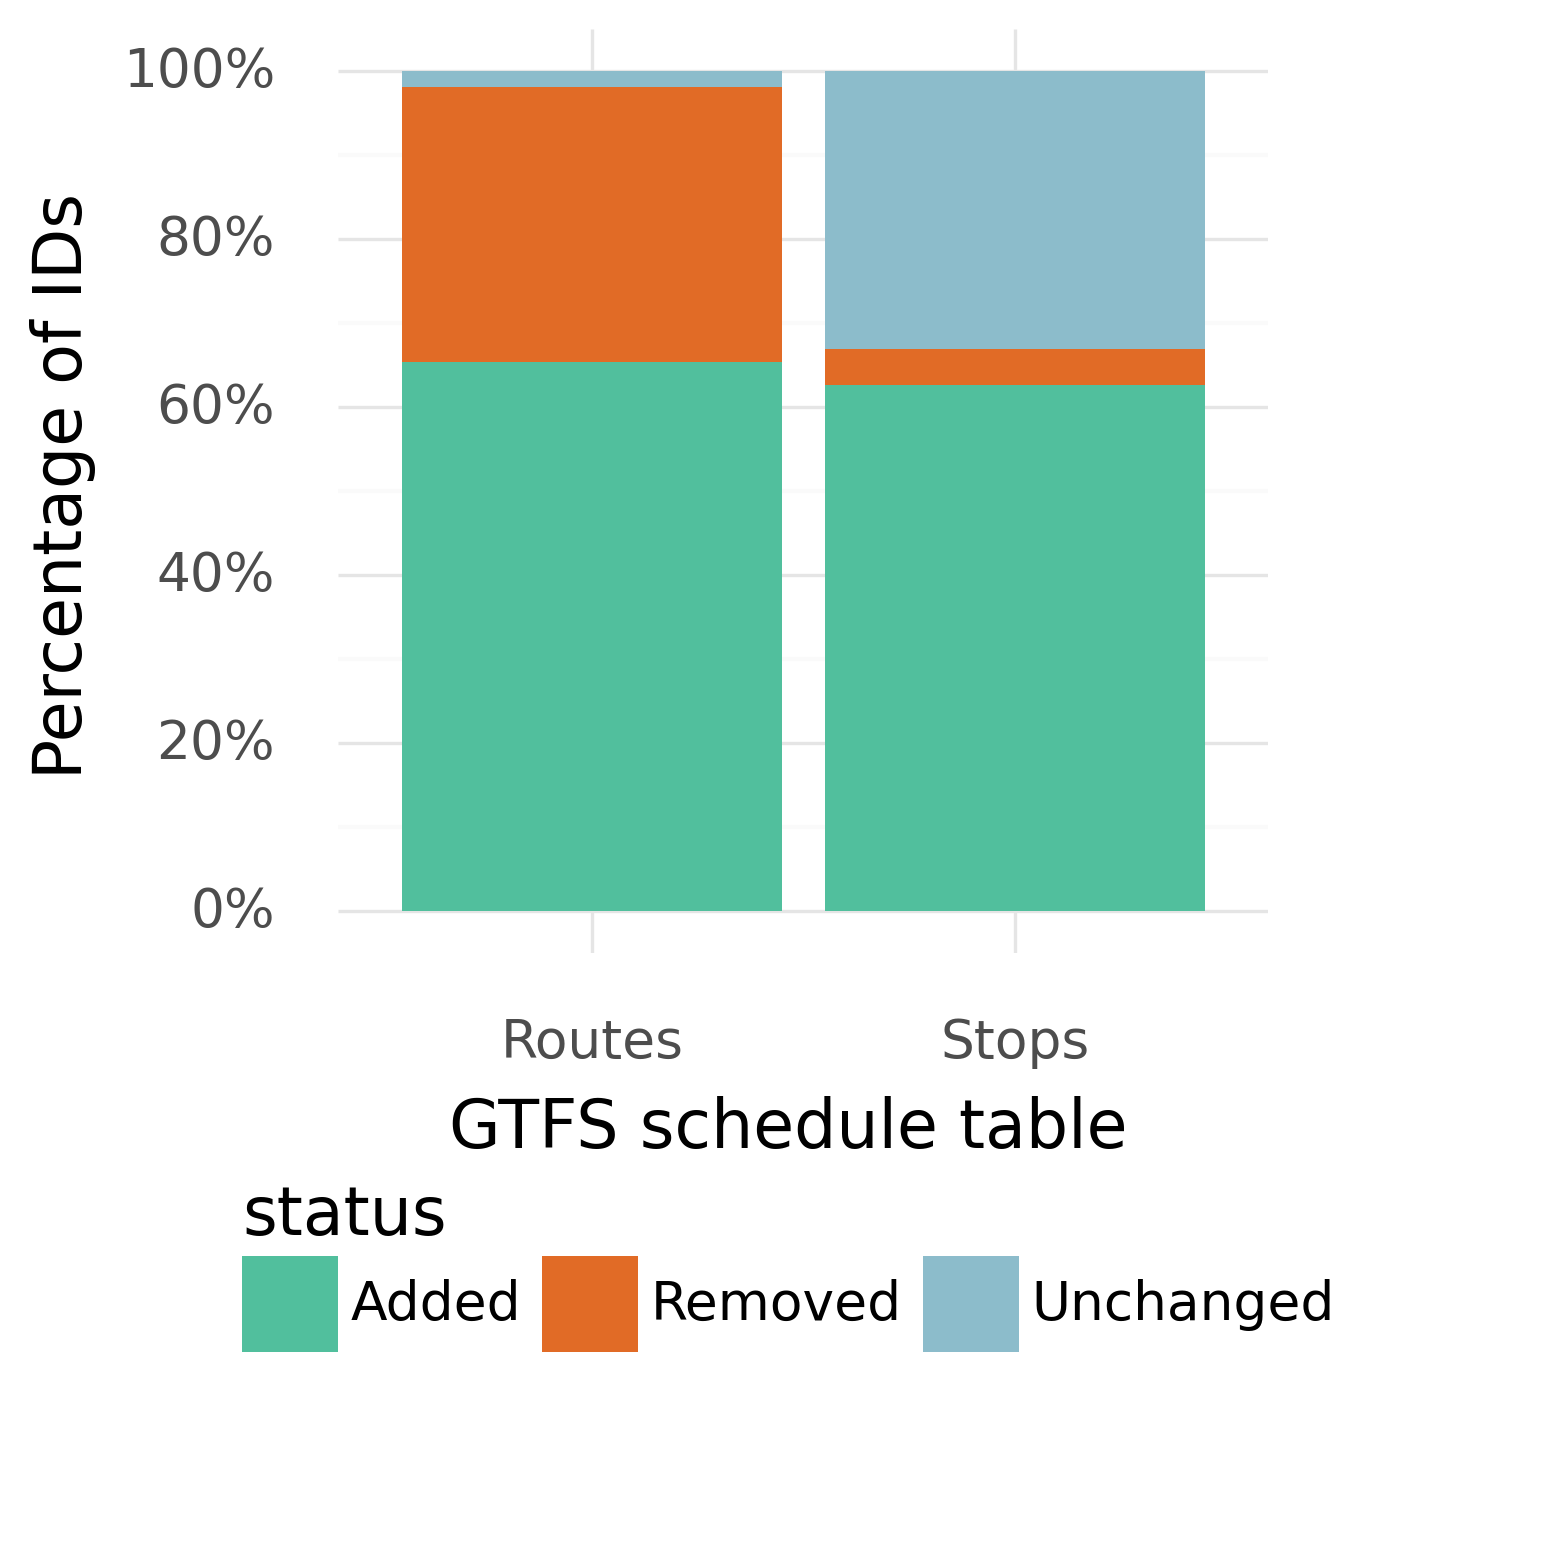 Percentage of IDs
100%
80%
60%
40%
20%
0%
Routes Stops
GTFS schedule table
status
Added Removed Unchanged